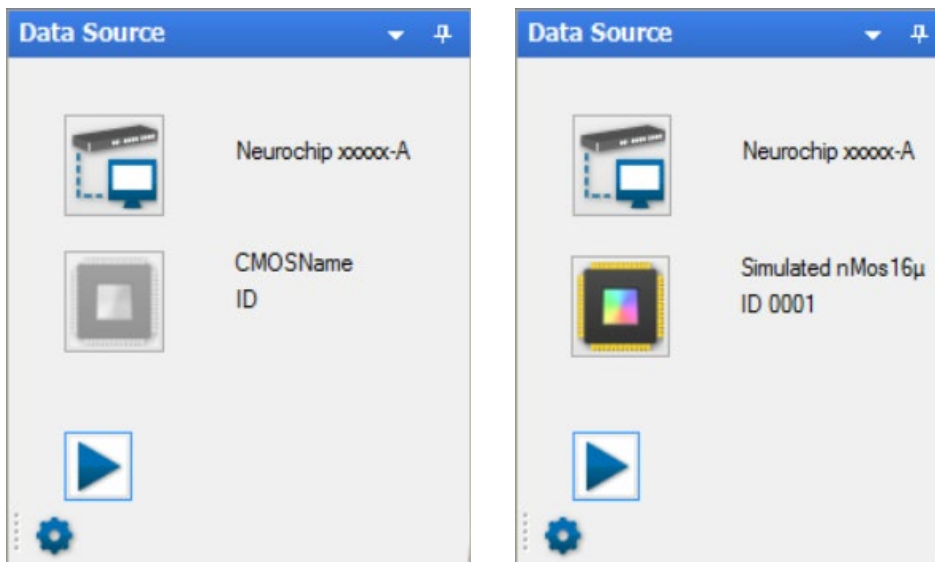 Data Source
Neurochip xxxxx-A
CMOSName
ID
Data Source
Neurochip xxxxx-A
Simulated nMos16µ
ID 0001